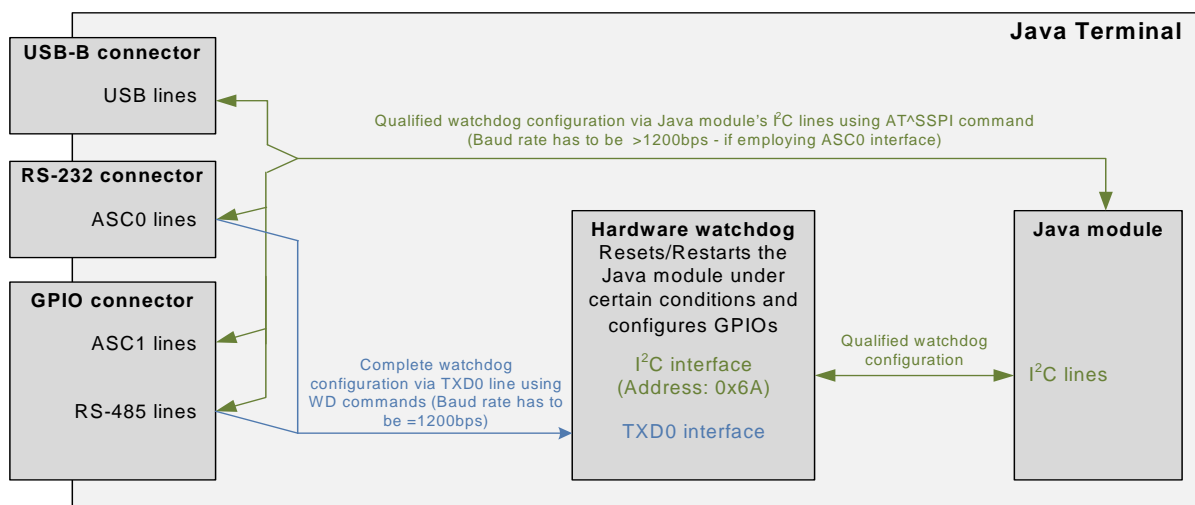 Java Terminal
USB-B connector
USB lines
Qualified watchdog configuration via Java module's I²C lines using AT^SSPI command
(Baud rate has to be >1200bps - if employing ASC0 interface)
RS-232 connector
ASC0 lines
GPIO connector
ASC1 lines
RS-485 lines
Complete watchdog
configuration via TXD0 line using
WD commands (Baud rate has to
be =1200bps)
Hardware watchdog
Resets/Restarts the
Java module under
certain conditions and
configures GPIOs
I²C interface
(Address: 0x6A)
TXD0 interface
Qualified watchdog
configuration
Java module
I²C lines